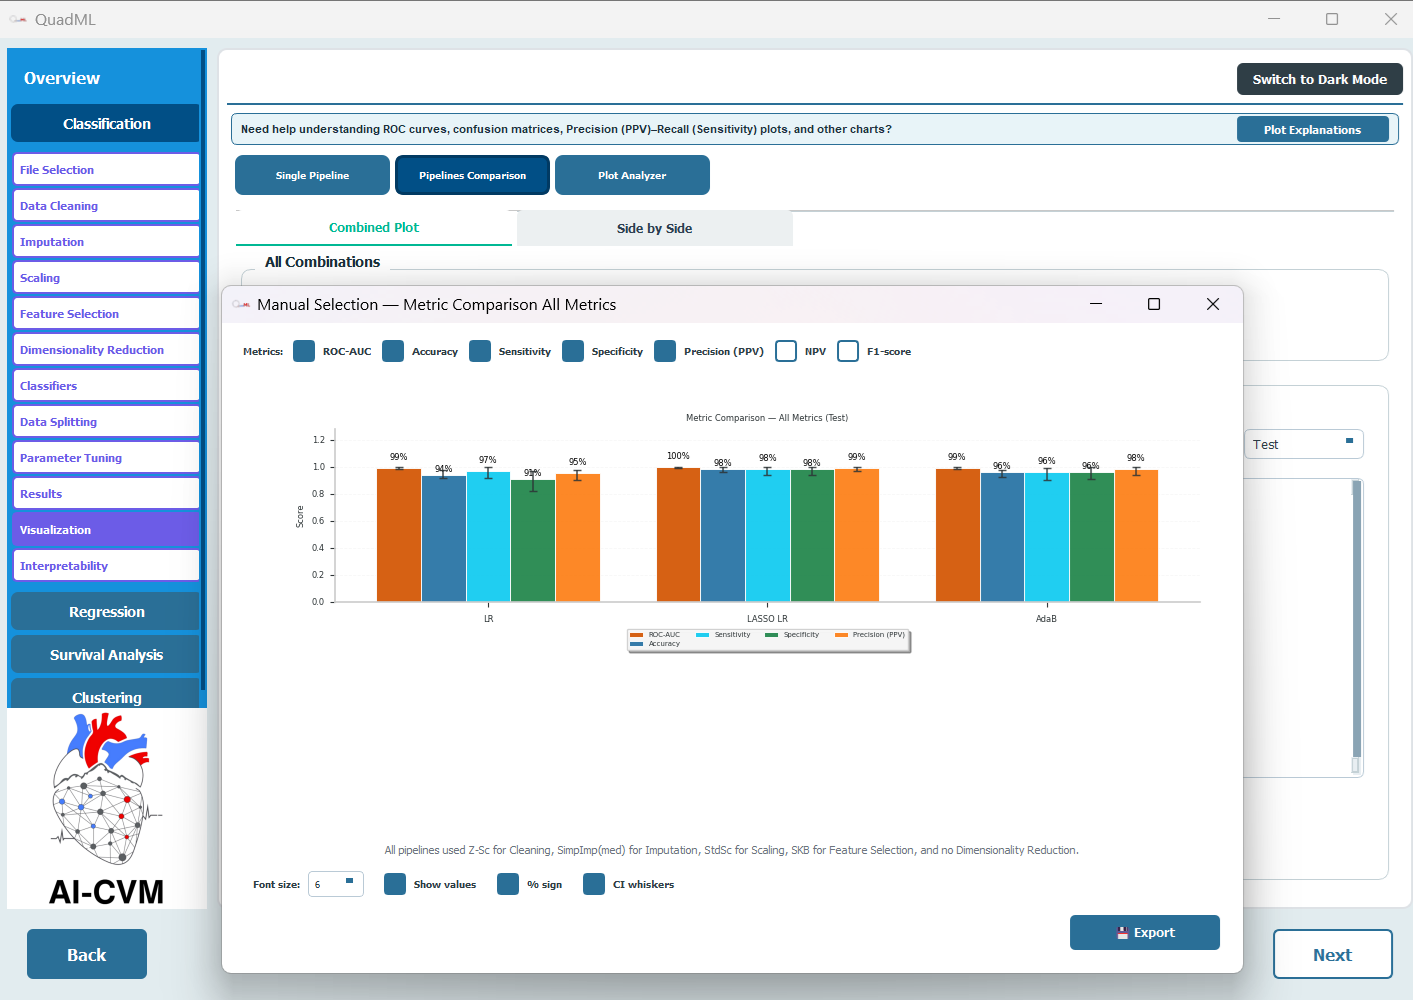 QuadML
Overview
Switch to Dark Mode
Classification
Need help understanding ROC curves, confusion matrices, Precision (PPV)–Recall (Sensitivity) plots, and other charts?
Plot Explanations
File Selection
Single Pipeline
Pipelines Comparison
Plot Analyzer
Data Cleaning
Combined Plot
Side by Side
Imputation
All Combinations
Scaling
Manual Selection — Metric Comparison All Metrics
Feature Selection
Metrics: ROC-AUC Accuracy Sensitivity Specificity Precision (PPV) NPV F1-score
Dimensionality Reduction
Classifiers
Data Splitting
Parameter Tuning
Results
Visualization
Interpretability
Regression
Survival Analysis
Clustering
AI-CVM
Test
Metric Comparison — All Metrics (Test)
Score
1.2
1.0
0.8
0.6
0.4
0.2
0.0
99% 94% 97% 91% 95%
100% 98% 98% 98% 99%
99% 96% 96% 96% 98%
LR LASSO LR AdaB
ROC-AUC Sensitivity Specificity Precision (PPV)
Accuracy
All pipelines used Z-Sc for Cleaning, SimpImp(med) for Imputation, StdSc for Scaling, SKB for Feature Selection, and no Dimensionality Reduction.
Font size: 6 Show values % sign CI whiskers
Export
Back
Next